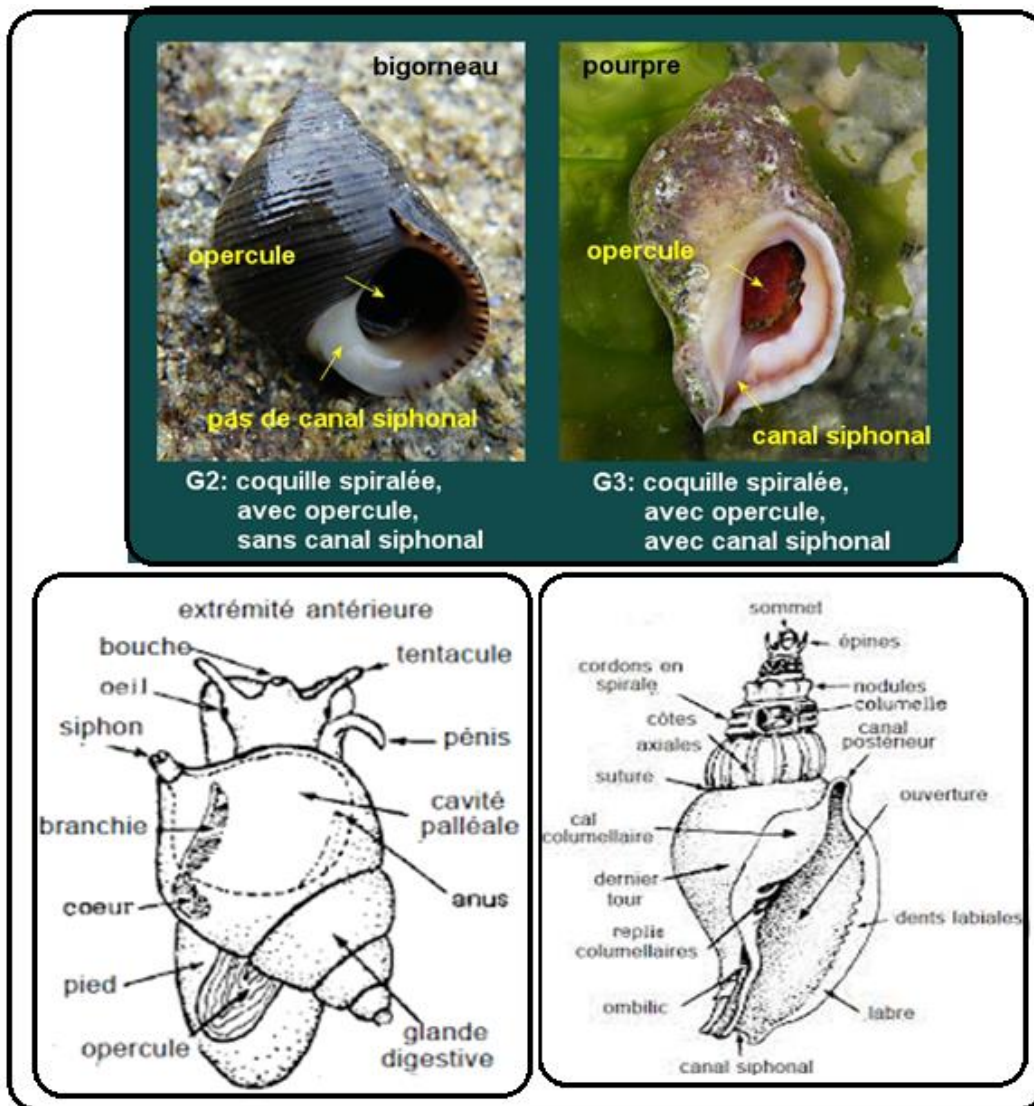 bigorneau
opercule
pas de canal siphonal
G2: coquille spiralée,
avec opercule,
sans canal siphonal
pourpre
opercule
canal siphonal
G3: coquille spiralée,
avec opercule,
avec canal siphonal
extrémité antérieure
bouche
tentacule
oeil
siphon
pénis
branchie
cavité
palléale
coeur
anus
pied
opercule
glande
digestive
sommet
épines
cordons en
spirale
nodules
columelle
côtes
axiales
canal
postérieur
suture
ouverture
cal
columellaire
dernier
tour
dents labiales
replis
columellaires
ombilic
labre
canal siphonal